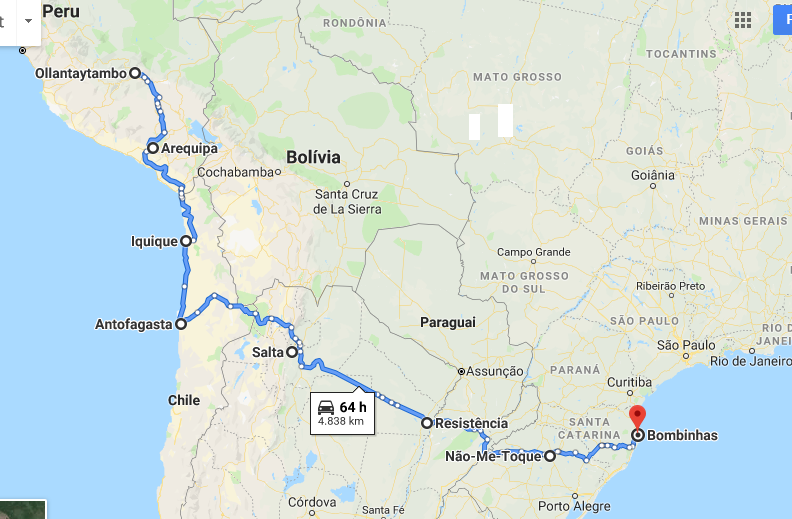 t
Peru
RONDÔNIA
TOCANTINS
Ollantaytambo
MATO GROSSO
Arequipa
GOIÁS
Bolívia
Cochabamba
Goiânia
Santa Cruz
de La Sierra
MINAS GERAIS
Iquique
Campo Grande
MATO GROSSO
DO SUL
Ribeirão Preto
Antofagasta
Paraguai
SÃO PAULO
RIO D
JANEI
São Paulo
Salta
Rio de Janeiro
Assunção
PARANÁ
Curitiba
Chile
64 h
4.838 km
Resistência
SANTA
CATARINA
Bombinhas
Não-Me-Toque
Córdova
Santa Fé
Porto Alegre